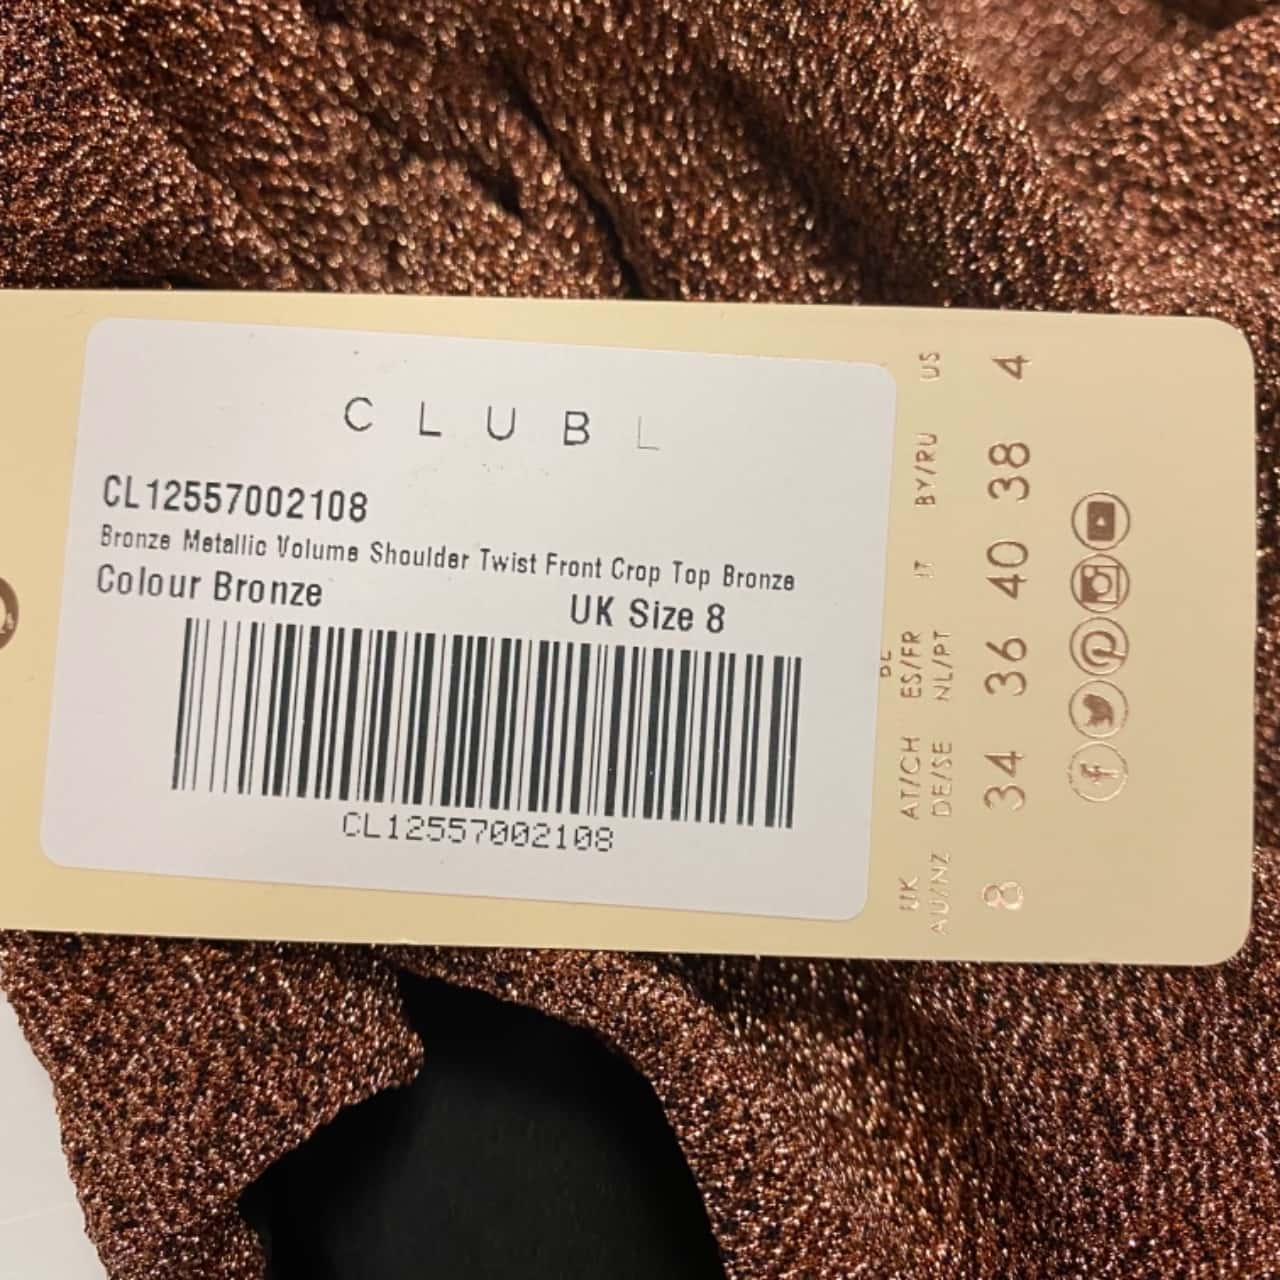 CLUB L
CL12557002108
Bronze Metallic Volume Shoulder Twist Front Crop Top Bronze
Colour Bronze
UK Size 8
CL12557002108
UK
AU/NZ
8
AT/CH
DE/SE
34
BE
ES/FR
NL/PT
36
IT
40
BY/RU
38
US
4